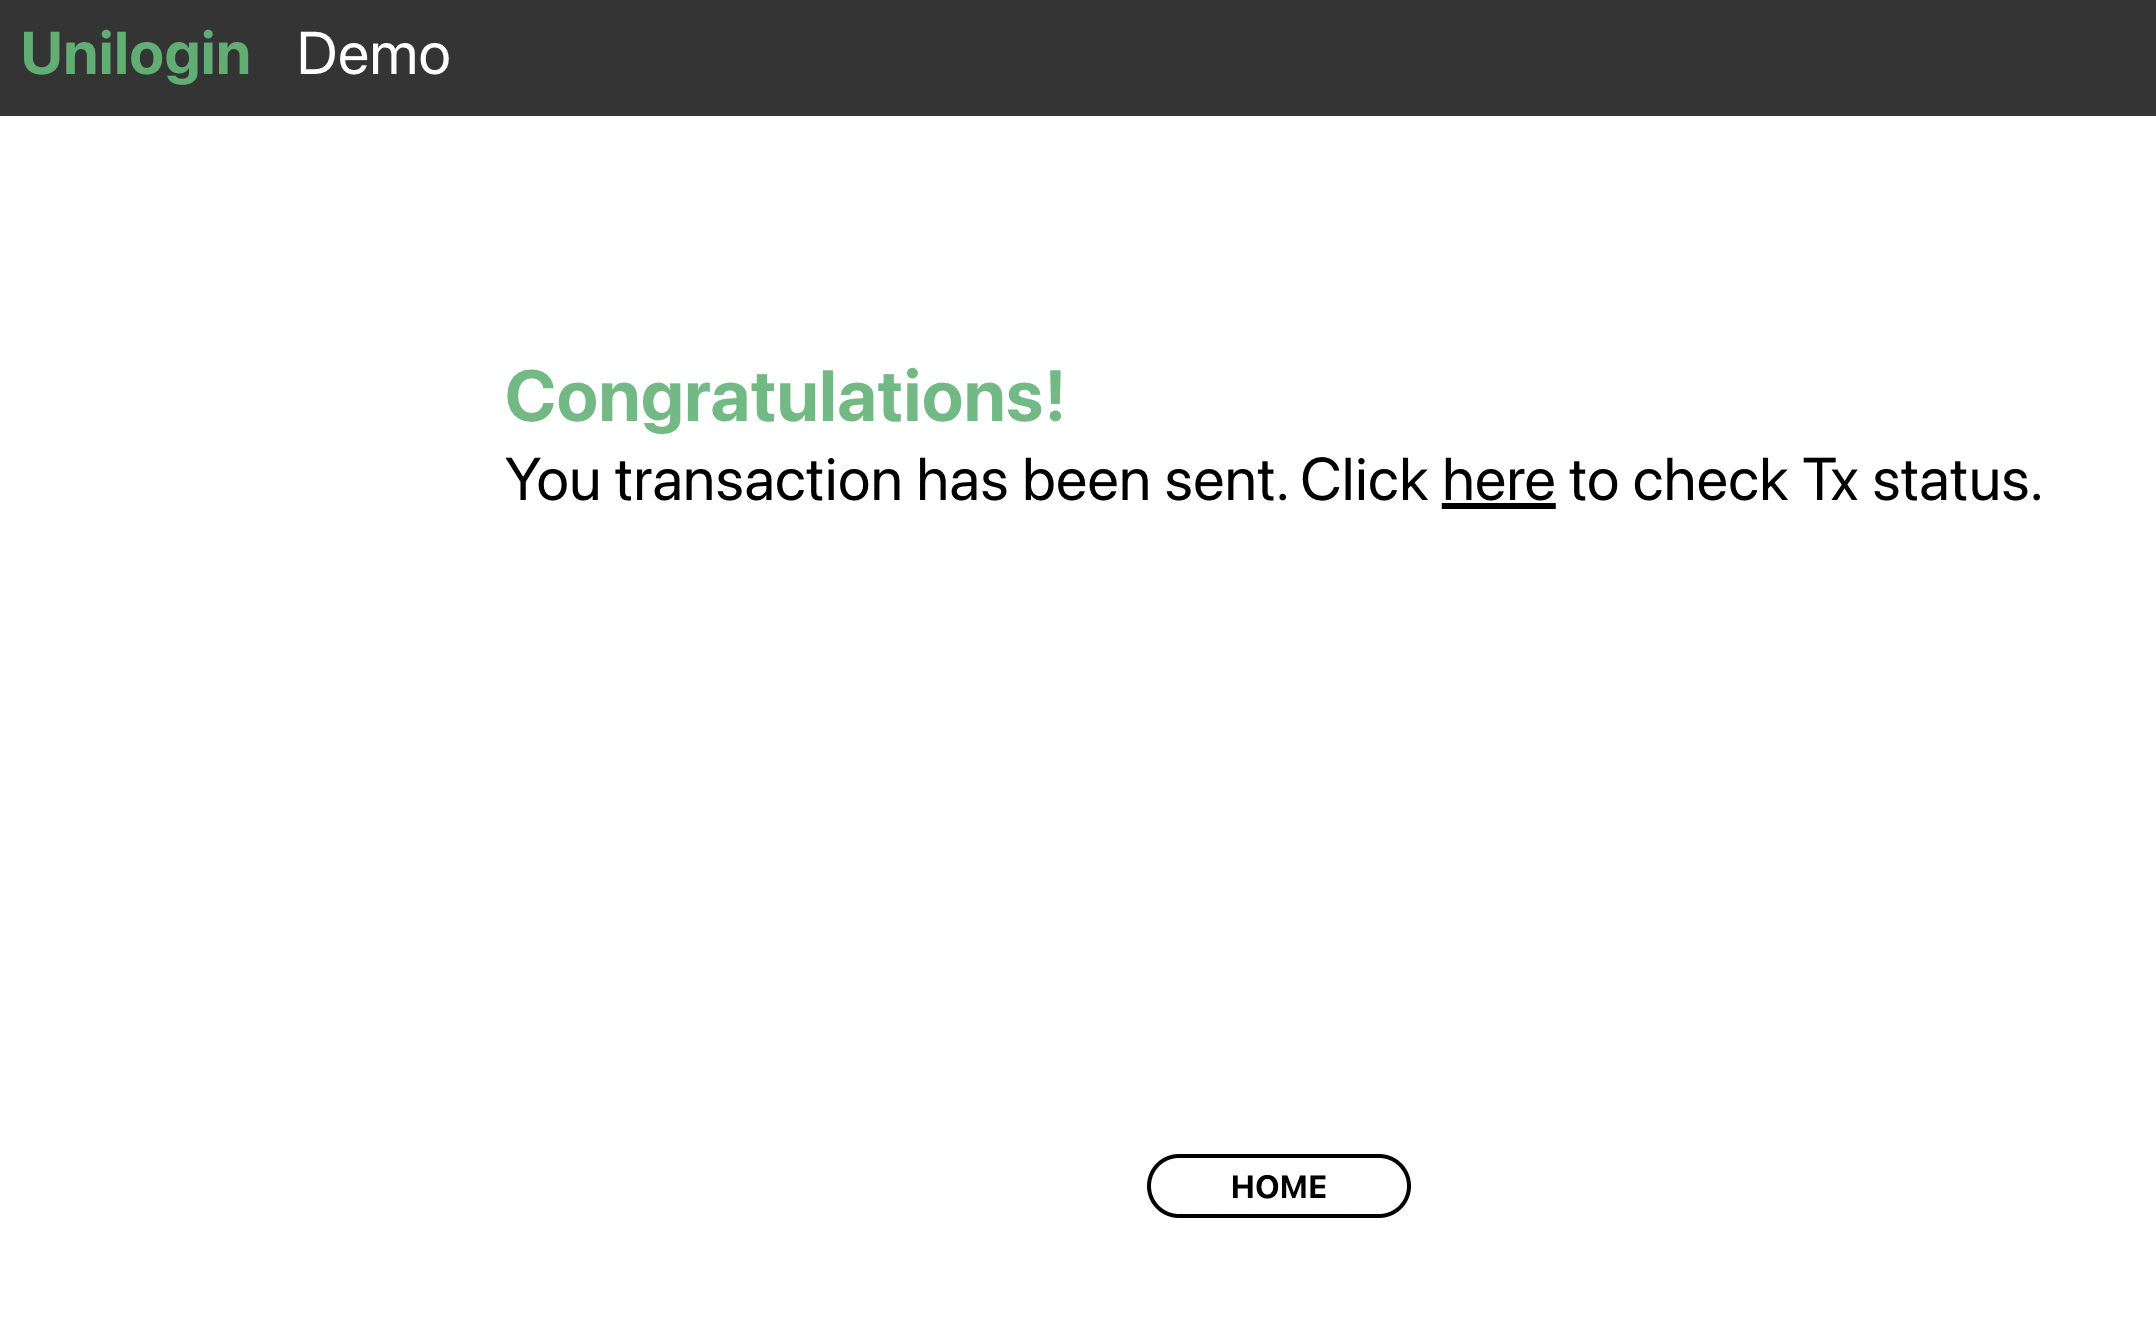 Unilogin Demo
Congratulations!
You transaction has been sent. Click here to check Tx status.
HOME